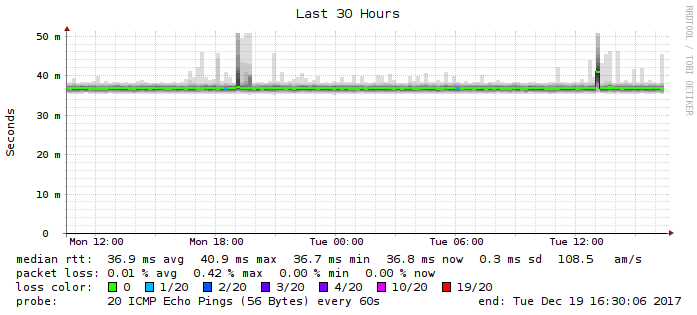 Last 30 Hours
RRDTOOL / TOBI OETIKER
Seconds
50 m
40 m
30 m
20 m
10 m
0
Mon 12:00 Mon 18:00 Tue 00:00 Tue 06:00 Tue 12:00
median rtt: 36.9 ms avg 40.9 ms max 36.7 ms min 36.8 ms now 0.3 ms sd 108.5 am/s
packet loss: 0.01 % avg 0.42 % max 0.00 % min 0.00 % now
loss color: 0 1/20 2/20 3/20 4/20 10/20 19/20
probe: 20 ICMP Echo Pings (56 Bytes) every 60s end: Tue Dec 19 16:30:06 2017